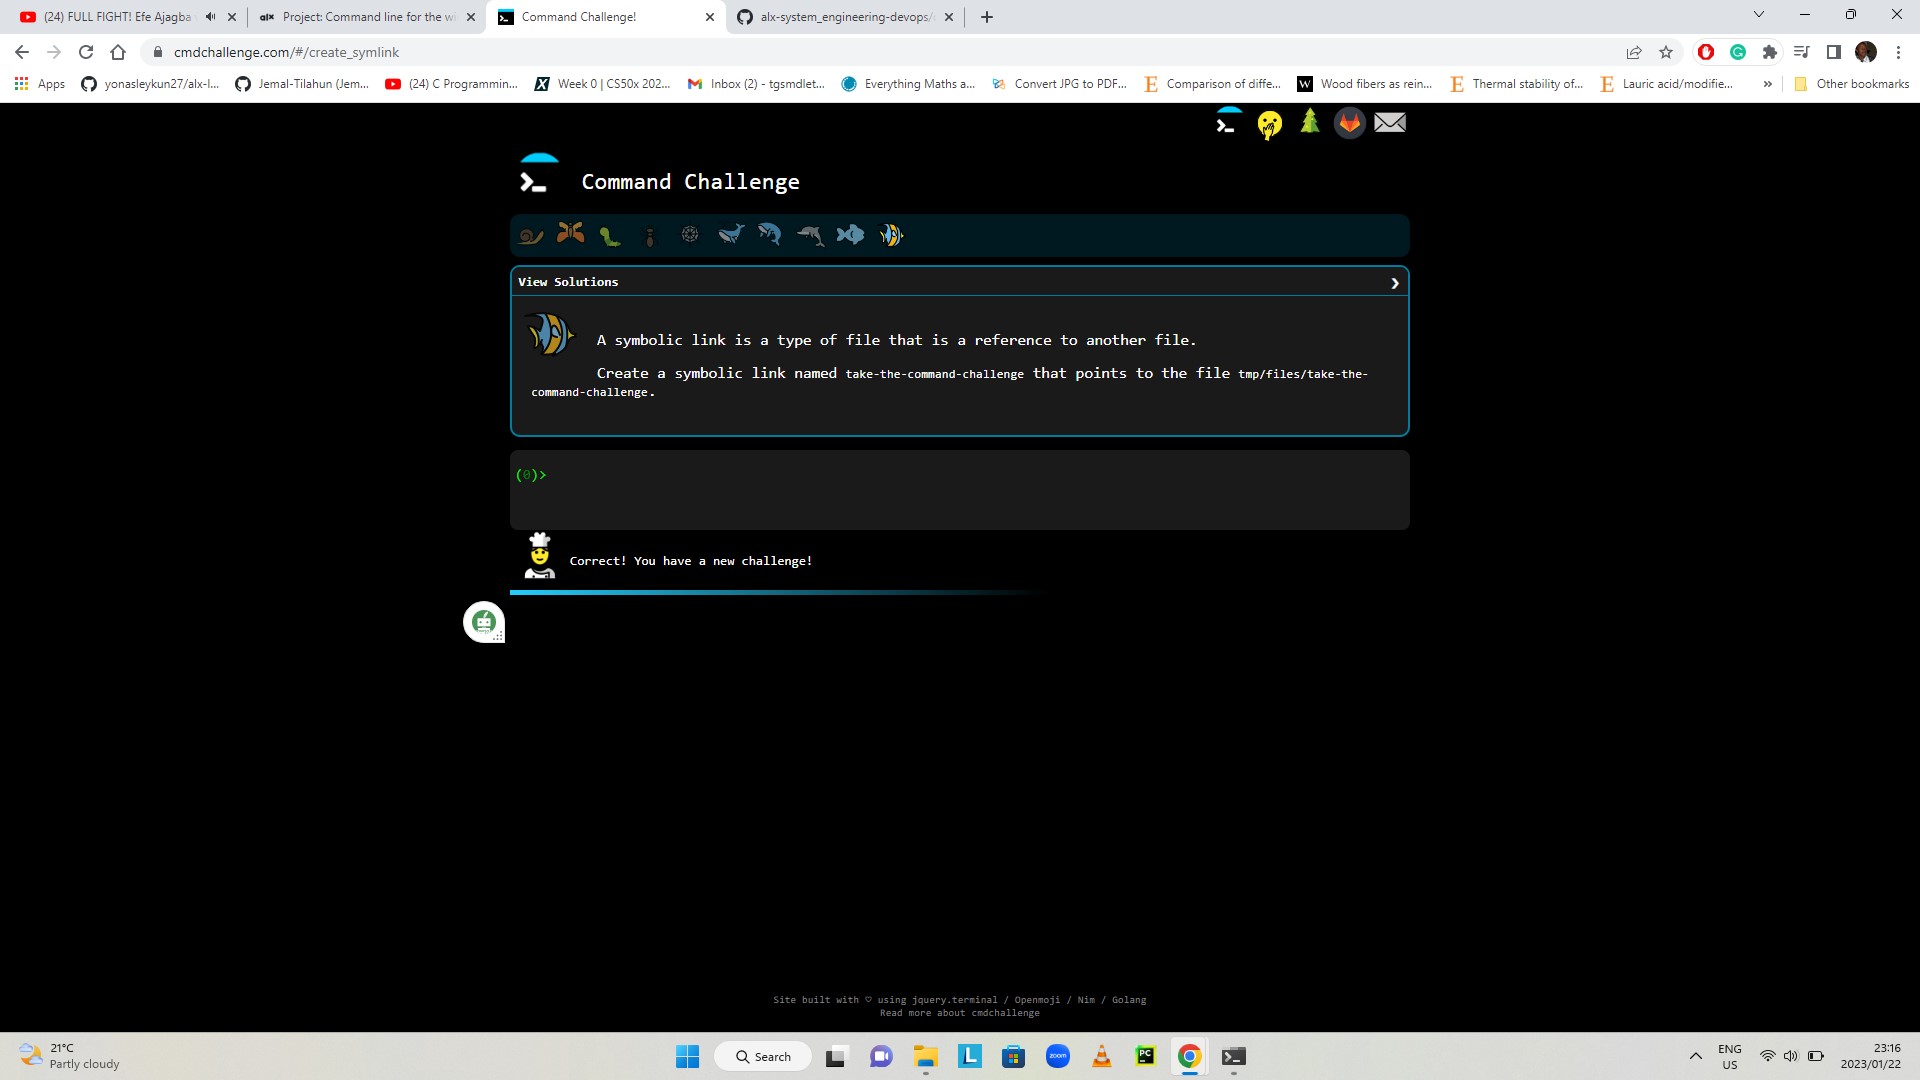 (24) FULL FIGHT! Efe Ajagba
alx Project: Command line for the wi
Command Challenge!
alx-system_engineering-devops/
cmdchallenge.com/#/create_symlink
Apps
yonasleykun27/alx-l...
Jemal-Tilahun (Jem...
(24) C Programmin...
Week 0 | CS50x 202...
Inbox (2) - tgsmdlet...
Everything Maths a...
Convert JPG to PDF...
Comparison of diffe...
Wood fibers as rein...
Thermal stability of...
Lauric acid/modifie...
»
Other bookmarks
Command Challenge
View Solutions
A symbolic link is a type of file that is a reference to another file.
Create a symbolic link named take-the-command-challenge that points to the file tmp/files/take-the-
command-challenge.
(0)>
Correct! You have a new challenge!
Site built with ♡ using jquery.terminal / Openmoji / Nim / Golang
Read more about cmdchallenge
21°C
Partly cloudy
Search
zoom
PC
ENG
US
23:16
2023/01/22